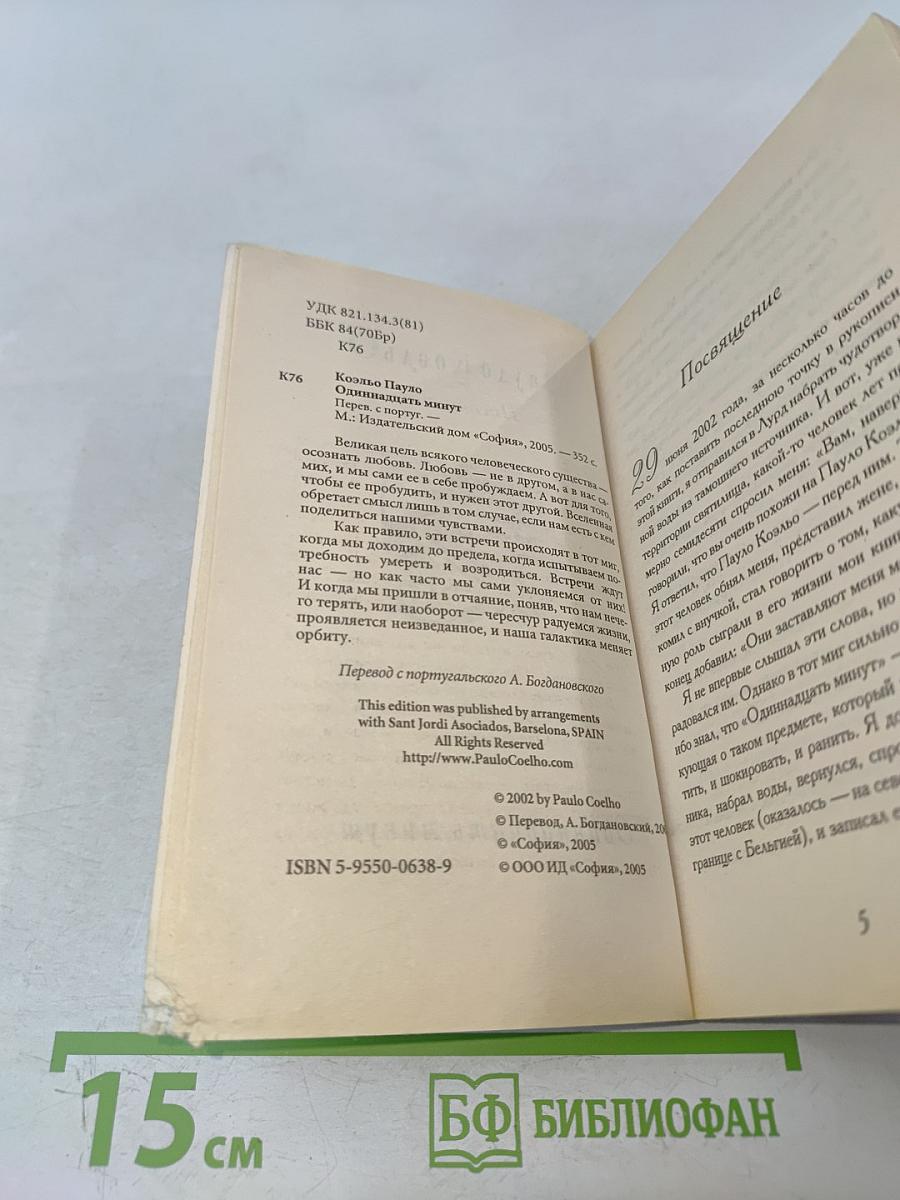 УДК 821.134.3(81)
ББК 84(70Бр)
К76
К76 Коэльо Пауло
Одиннадцать минут
Перев. с португ. —
М.: Издательский дом «София», 2005. — 352 с.
Великая цель всякого человеческого существа —
осознать любовь. Любовь — не в другом, а в нас са-
мих, и мы сами ее в себе пробуждаем. А вот для того,
чтобы ее пробудить, и нужен этот другой. Вселенная
обретает смысл лишь в том случае, если нам есть с кем
поделиться нашими чувствами.
Как правило, эти встречи происходят в тот миг,
когда мы доходим до предела, когда испытываем по-
требность умереть и возродиться. Встречи ждут
нас — но как часто мы сами уклоняемся от них!
И когда мы пришли в отчаяние, поняв, что нам нече-
го терять, или наоборот — чересчур радуемся жизни,
проявляется неизведанное, и наша галактика меняет
орбиту.
Перевод с португальского А. Богдановского
This edition was published by arrangements
with Sant Jordi Asociados, Barselona, SPAIN
All Rights Reserved
http://www.PauloCoelho.com
© 2002 by Paulo Coelho
© Перевод, А. Богдановский,
© «София», 2005
ISBN 5-9550-0638-9 © ООО ИД «София», 2005
Посвящение
29 июня 2002 года, за несколько часов до
того, как поставить последнюю точку в рукописи
этой книги, я отправился в Лурд набрать
ной воды из тамошнего источника. И вот, уже
территории святилища, какой-то человек лет
мерно семидесяти спросил меня: «Вам,
говорили, что вы очень похожи на Пауло
Я ответил, что Пауло Коэльо — перед ним.
этот человек обнял меня, представил жене,
комил с внучкой, стал говорить о том,
ную роль сыграли в его жизни мои
конец добавил: «Они заставляют меня
Я не впервые слышал эти слова, но
радовался им. Однако в тот миг сильно
ибо знал, что «Одиннадцать минут» —
кующая о таком предмете, который
тить, и шокировать, и ранить. Я
ника, набрал воды, вернулся,
этот человек (оказалось — на
границе с Бельгией), и записал
5
15 см
БФ БИБЛИОФАН